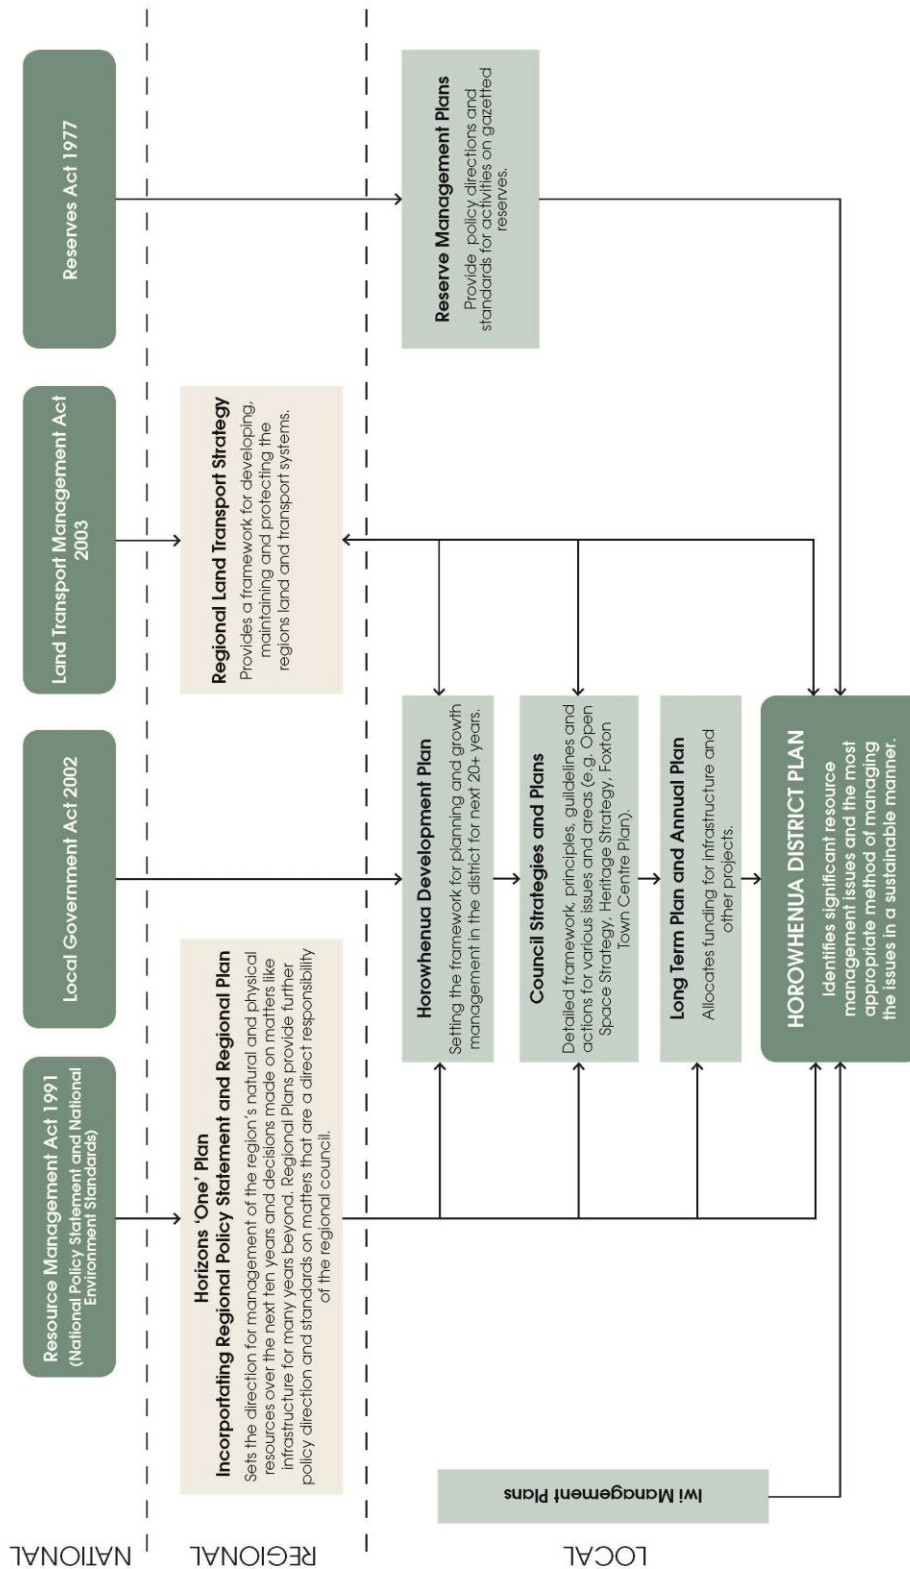 NATIONAL
Resource Management Act 1991
(National Policy Statement and National
Environment Standards)
Local Government Act 2002
Land Transport Management Act
2003
Reserves Act 1977
REGIONAL
Horizons 'One' Plan
Incorportating Regional Policy Statement and Regional Plan
Sets the direction for management of the region's natural and physical
resources over the next ten years and decisions made on matters like
infrastructure for many years beyond. Regional Plans provide further
policy direction and standards on matters that are a direct responsibility
of the regional council.
Regional Land Transport Strategy
Provides a framework for developing,
maintaining and protecting the
regions land and transport systems.
LOCAL
Iwi Management Plans
Horowhenua Development Plan
Setting the framework for planning and growth
management in the district for next 20+ years.
Council Strategies and Plans
Detailed framework, principles, guildelines and
actions for various issues and areas (e.g. Open
Space Strategy, Heritage Strategy, Foxton
Town Centre Plan).
Long Term Plan and Annual Plan
Allocates funding for infrastructure and
other projects.
HOROWHENUA DISTRICT PLAN
Identifies significant resource
management issues and the most
appropriate method of managing
the issues in a sustainable manner.
Reserve Management Plans
Provide policy directions and
standards for activities on gazetted
reserves.